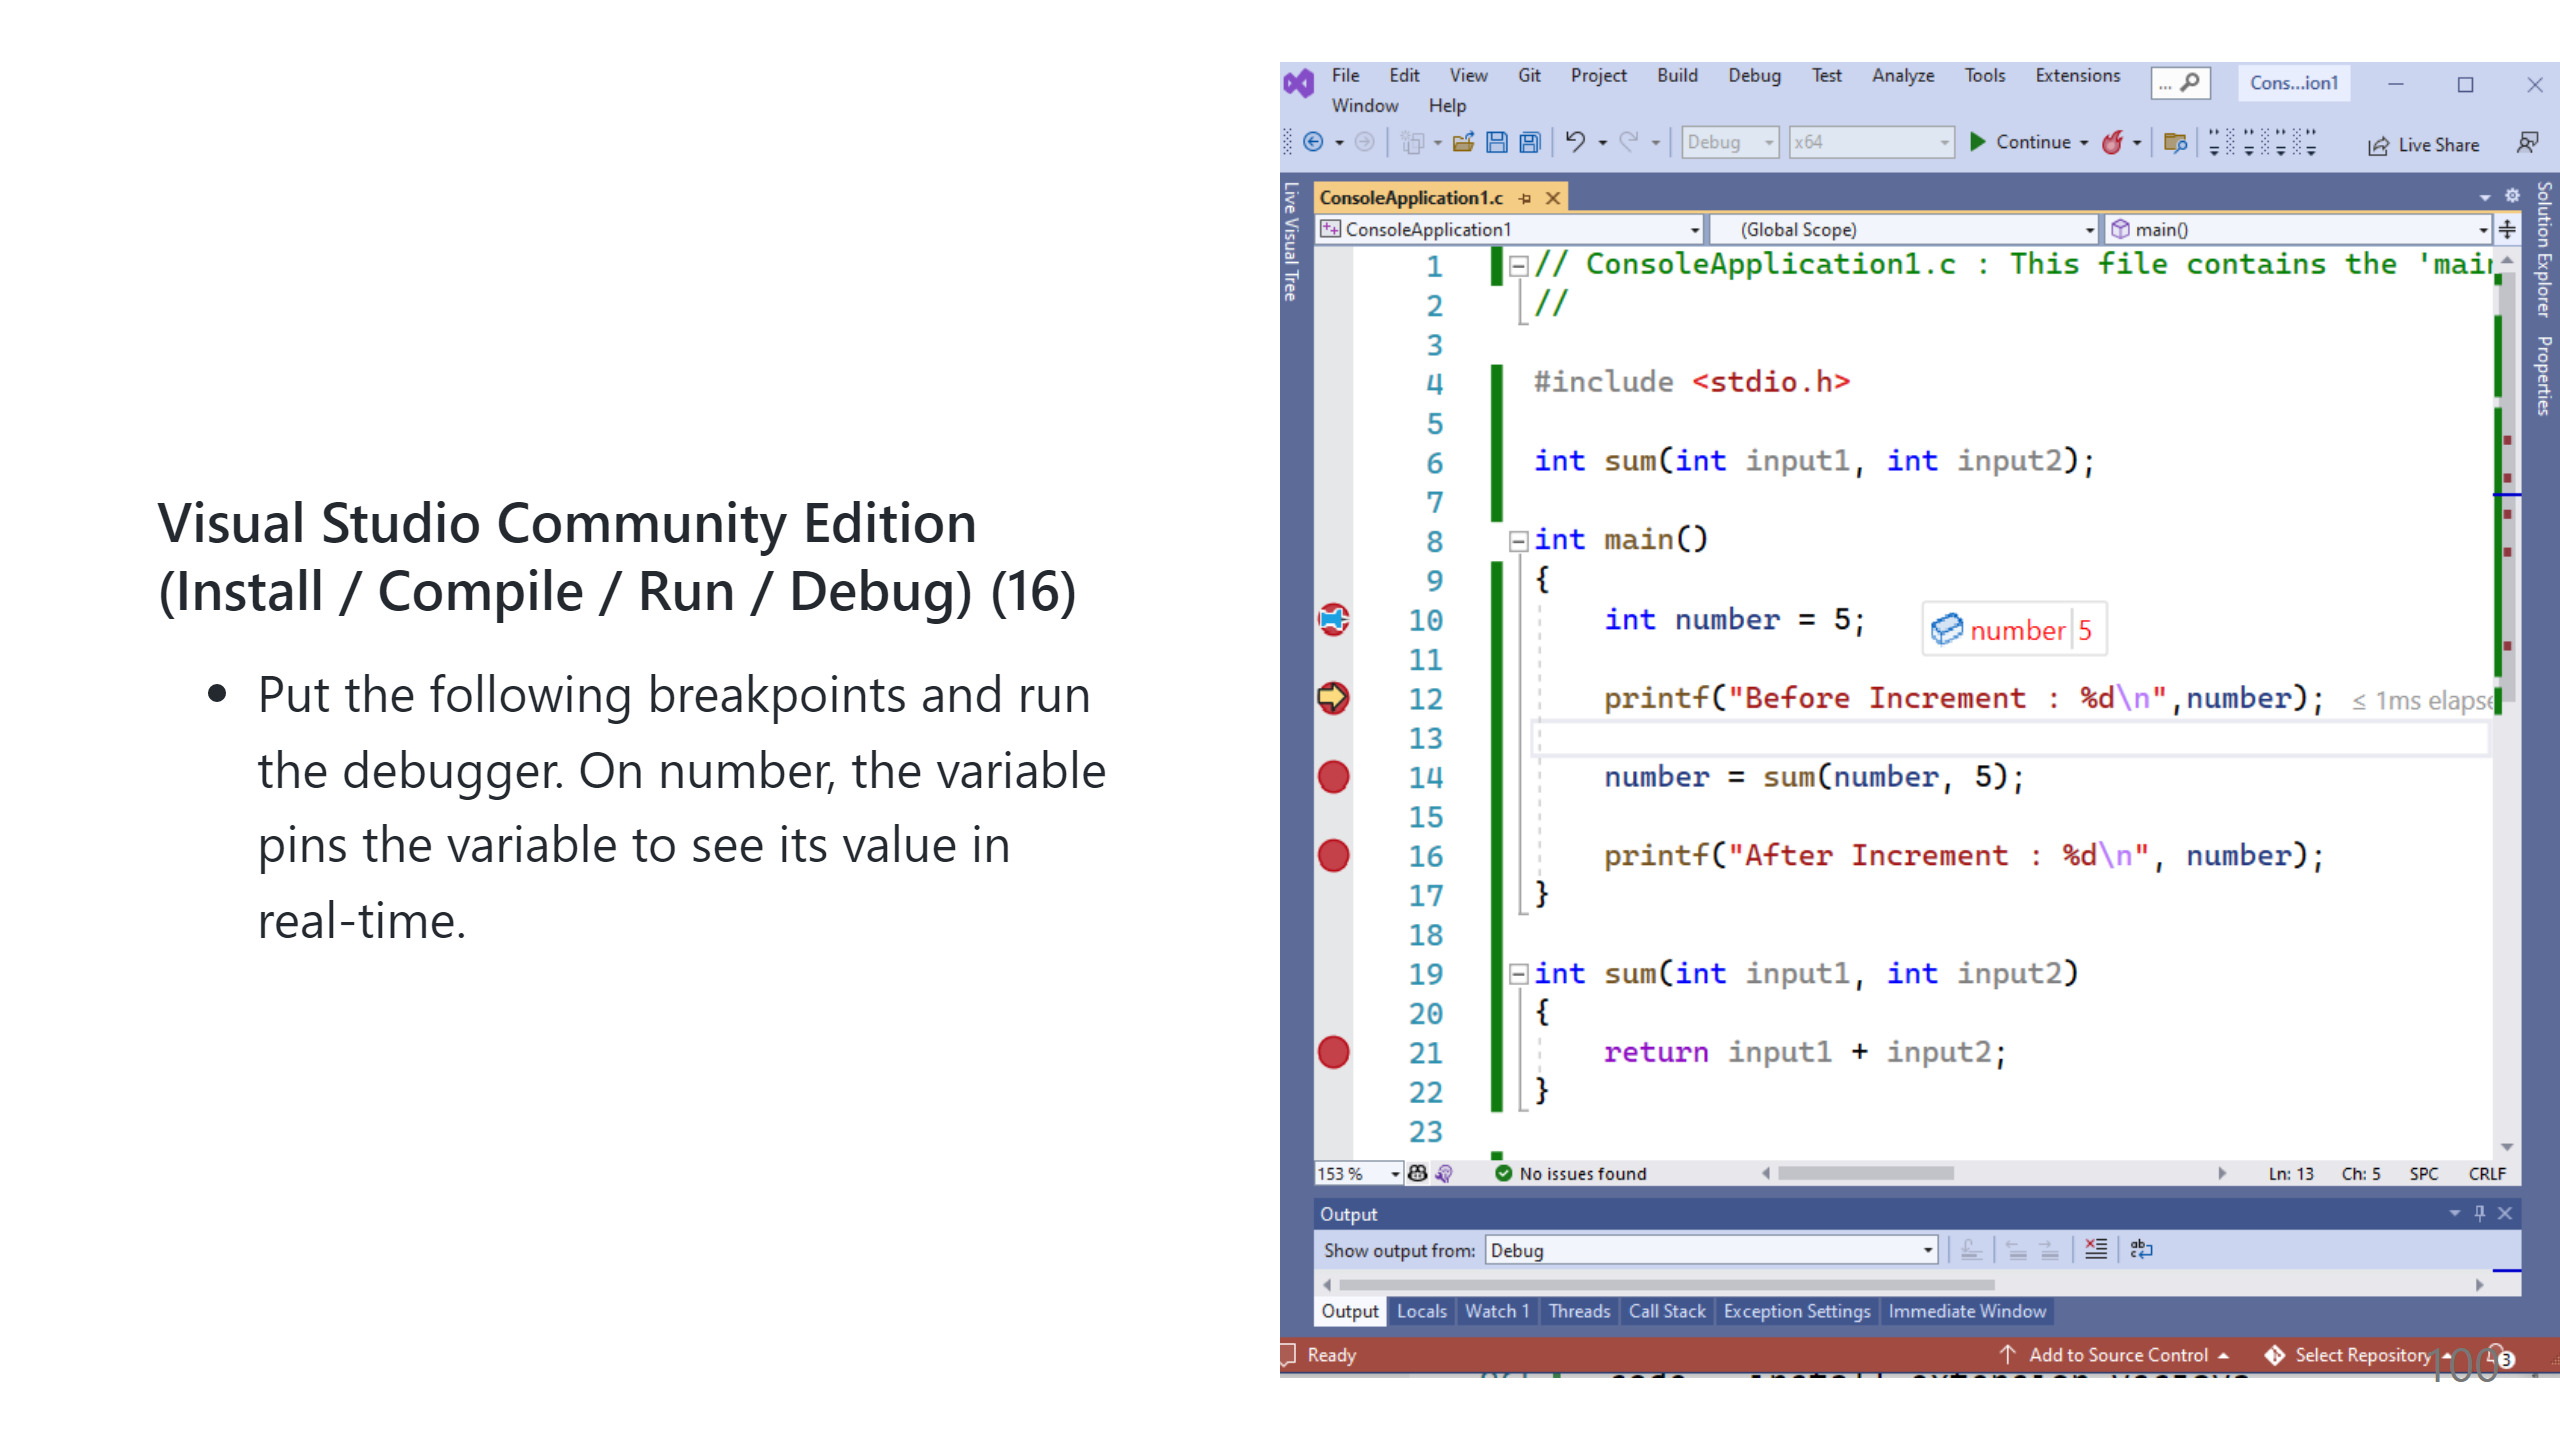 Visual Studio Community Edition
(Install / Compile / Run / Debug) (16)
• Put the following breakpoints and run
the debugger. On number, the variable
pins the variable to see its value in
real-time.
File Edit View Git Project Build Debug Test Analyze Tools Extensions ... Cons...ion1
Window Help
Debug x64 Continue Live Share
Live Visual Tree
ConsoleApplication1.c
ConsoleApplication1 (Global Scope) main()
1 // ConsoleApplication1.c : This file contains the 'main
2 //
3
4 #include <stdio.h>
5
6 int sum(int input1, int input2);
7
8 int main()
9 {
10 int number = 5; number 5
11
12 printf("Before Increment : %d\n",number); ≤ 1ms elapse
13
14 number = sum(number, 5);
15
16 printf("After Increment : %d\n", number);
17 }
18
19 int sum(int input1, int input2)
20 {
21 return input1 + input2;
22 }
23
Solution Explorer
Properties
153 % No issues found Ln: 13 Ch: 5 SPC CRLF
Output
Show output from: Debug
Output Locals Watch 1 Threads Call Stack Exception Settings Immediate Window
Ready Add to Source Control Select Repository 3
100